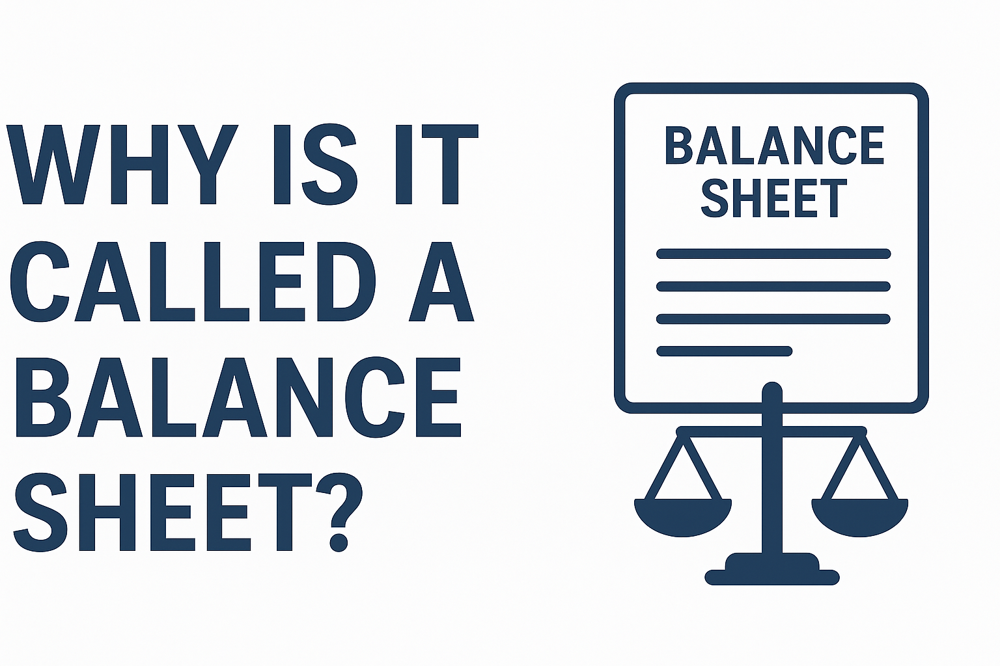 WHY IS IT
CALLED A
BALANCE
SHEET?
BALANCE
SHEET